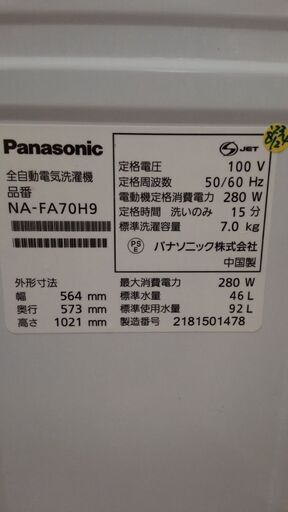 Panasonic
全自動電気洗濯機
品番
NA-FA70H9
外形寸法
幅 564 mm
奥行 573 mm
高さ 1021 mm
JET
定格電圧 100 V
定格周波数 50/60 Hz
電動機定格消費電力 280 W
定格時間 洗いのみ 15 分
標準洗濯容量 7.0 kg
PS E パナソニック株式会社
中国製
最大消費電力 280 W
標準水量 46 L
標準使用水量 92 L
製造番号 2181501478